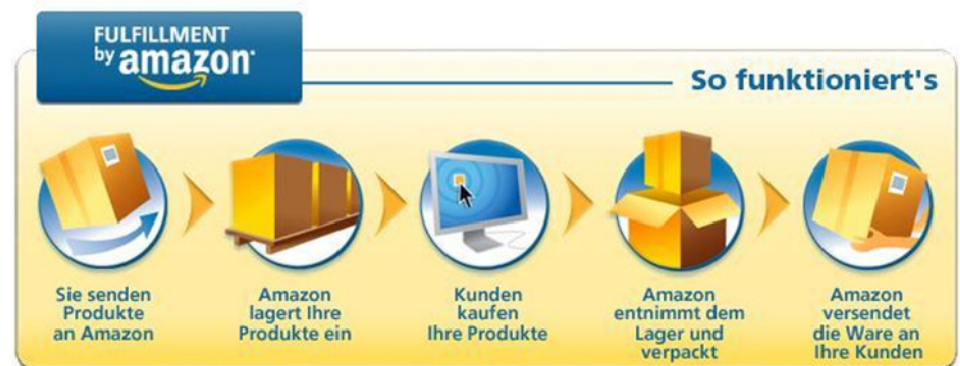 FULFILLMENT
by amazon
So funktioniert's
Sie senden
Produkte
an Amazon
Amazon
lagert Ihre
Produkte ein
Kunden
kaufen
Ihre Produkte
Amazon
entnimmt dem
Lager und
verpackt
Amazon
versendet
die Ware an
Ihre Kunden